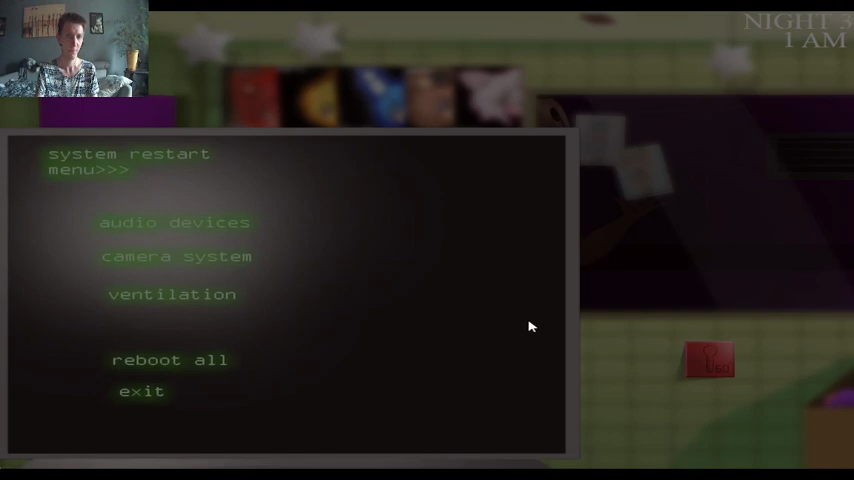 NIGHT 3
1 AM
system restart
menu>>>
audio devices
camera system
ventilation
reboot all
exit